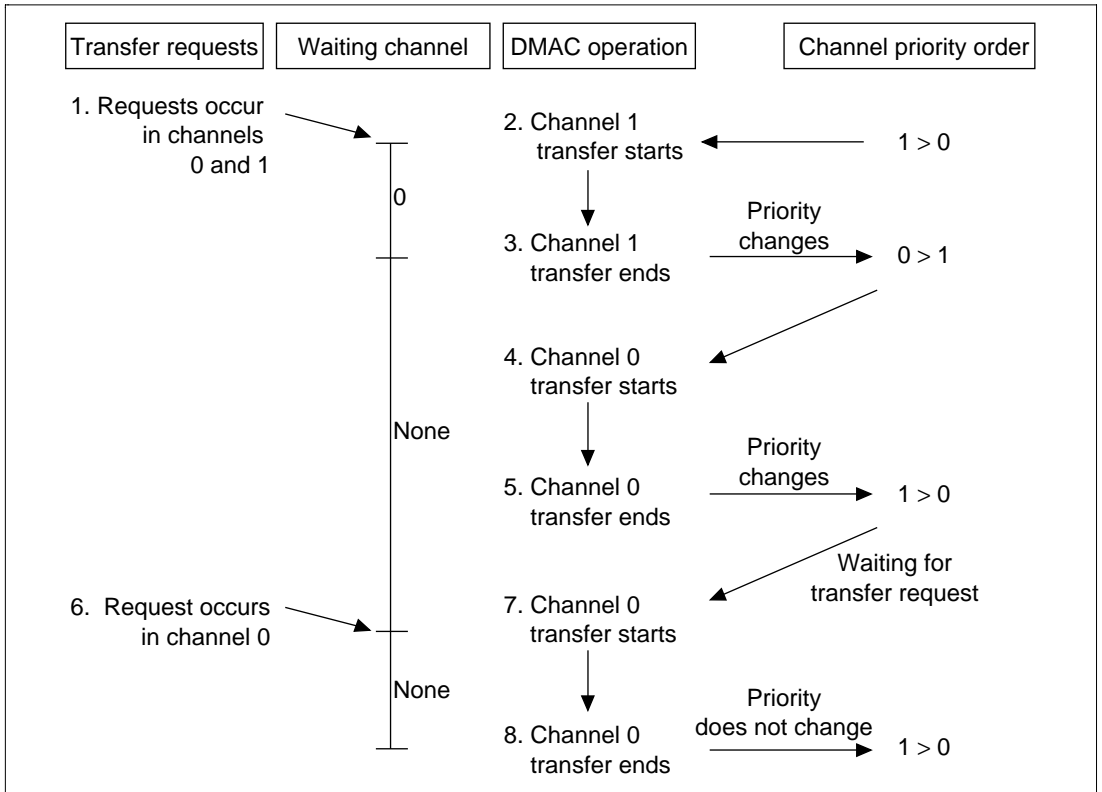 Transfer requests
Waiting channel
DMAC operation
Channel priority order
1. Requests occur
in channels
0 and 1
2. Channel 1
transfer starts
1 > 0
0
3. Channel 1
transfer ends
Priority
changes
0 > 1
4. Channel 0
transfer starts
None
5. Channel 0
transfer ends
Priority
changes
1 > 0
Waiting for
transfer request
6. Request occurs
in channel 0
7. Channel 0
transfer starts
None
8. Channel 0
transfer ends
Priority
does not change
1 > 0